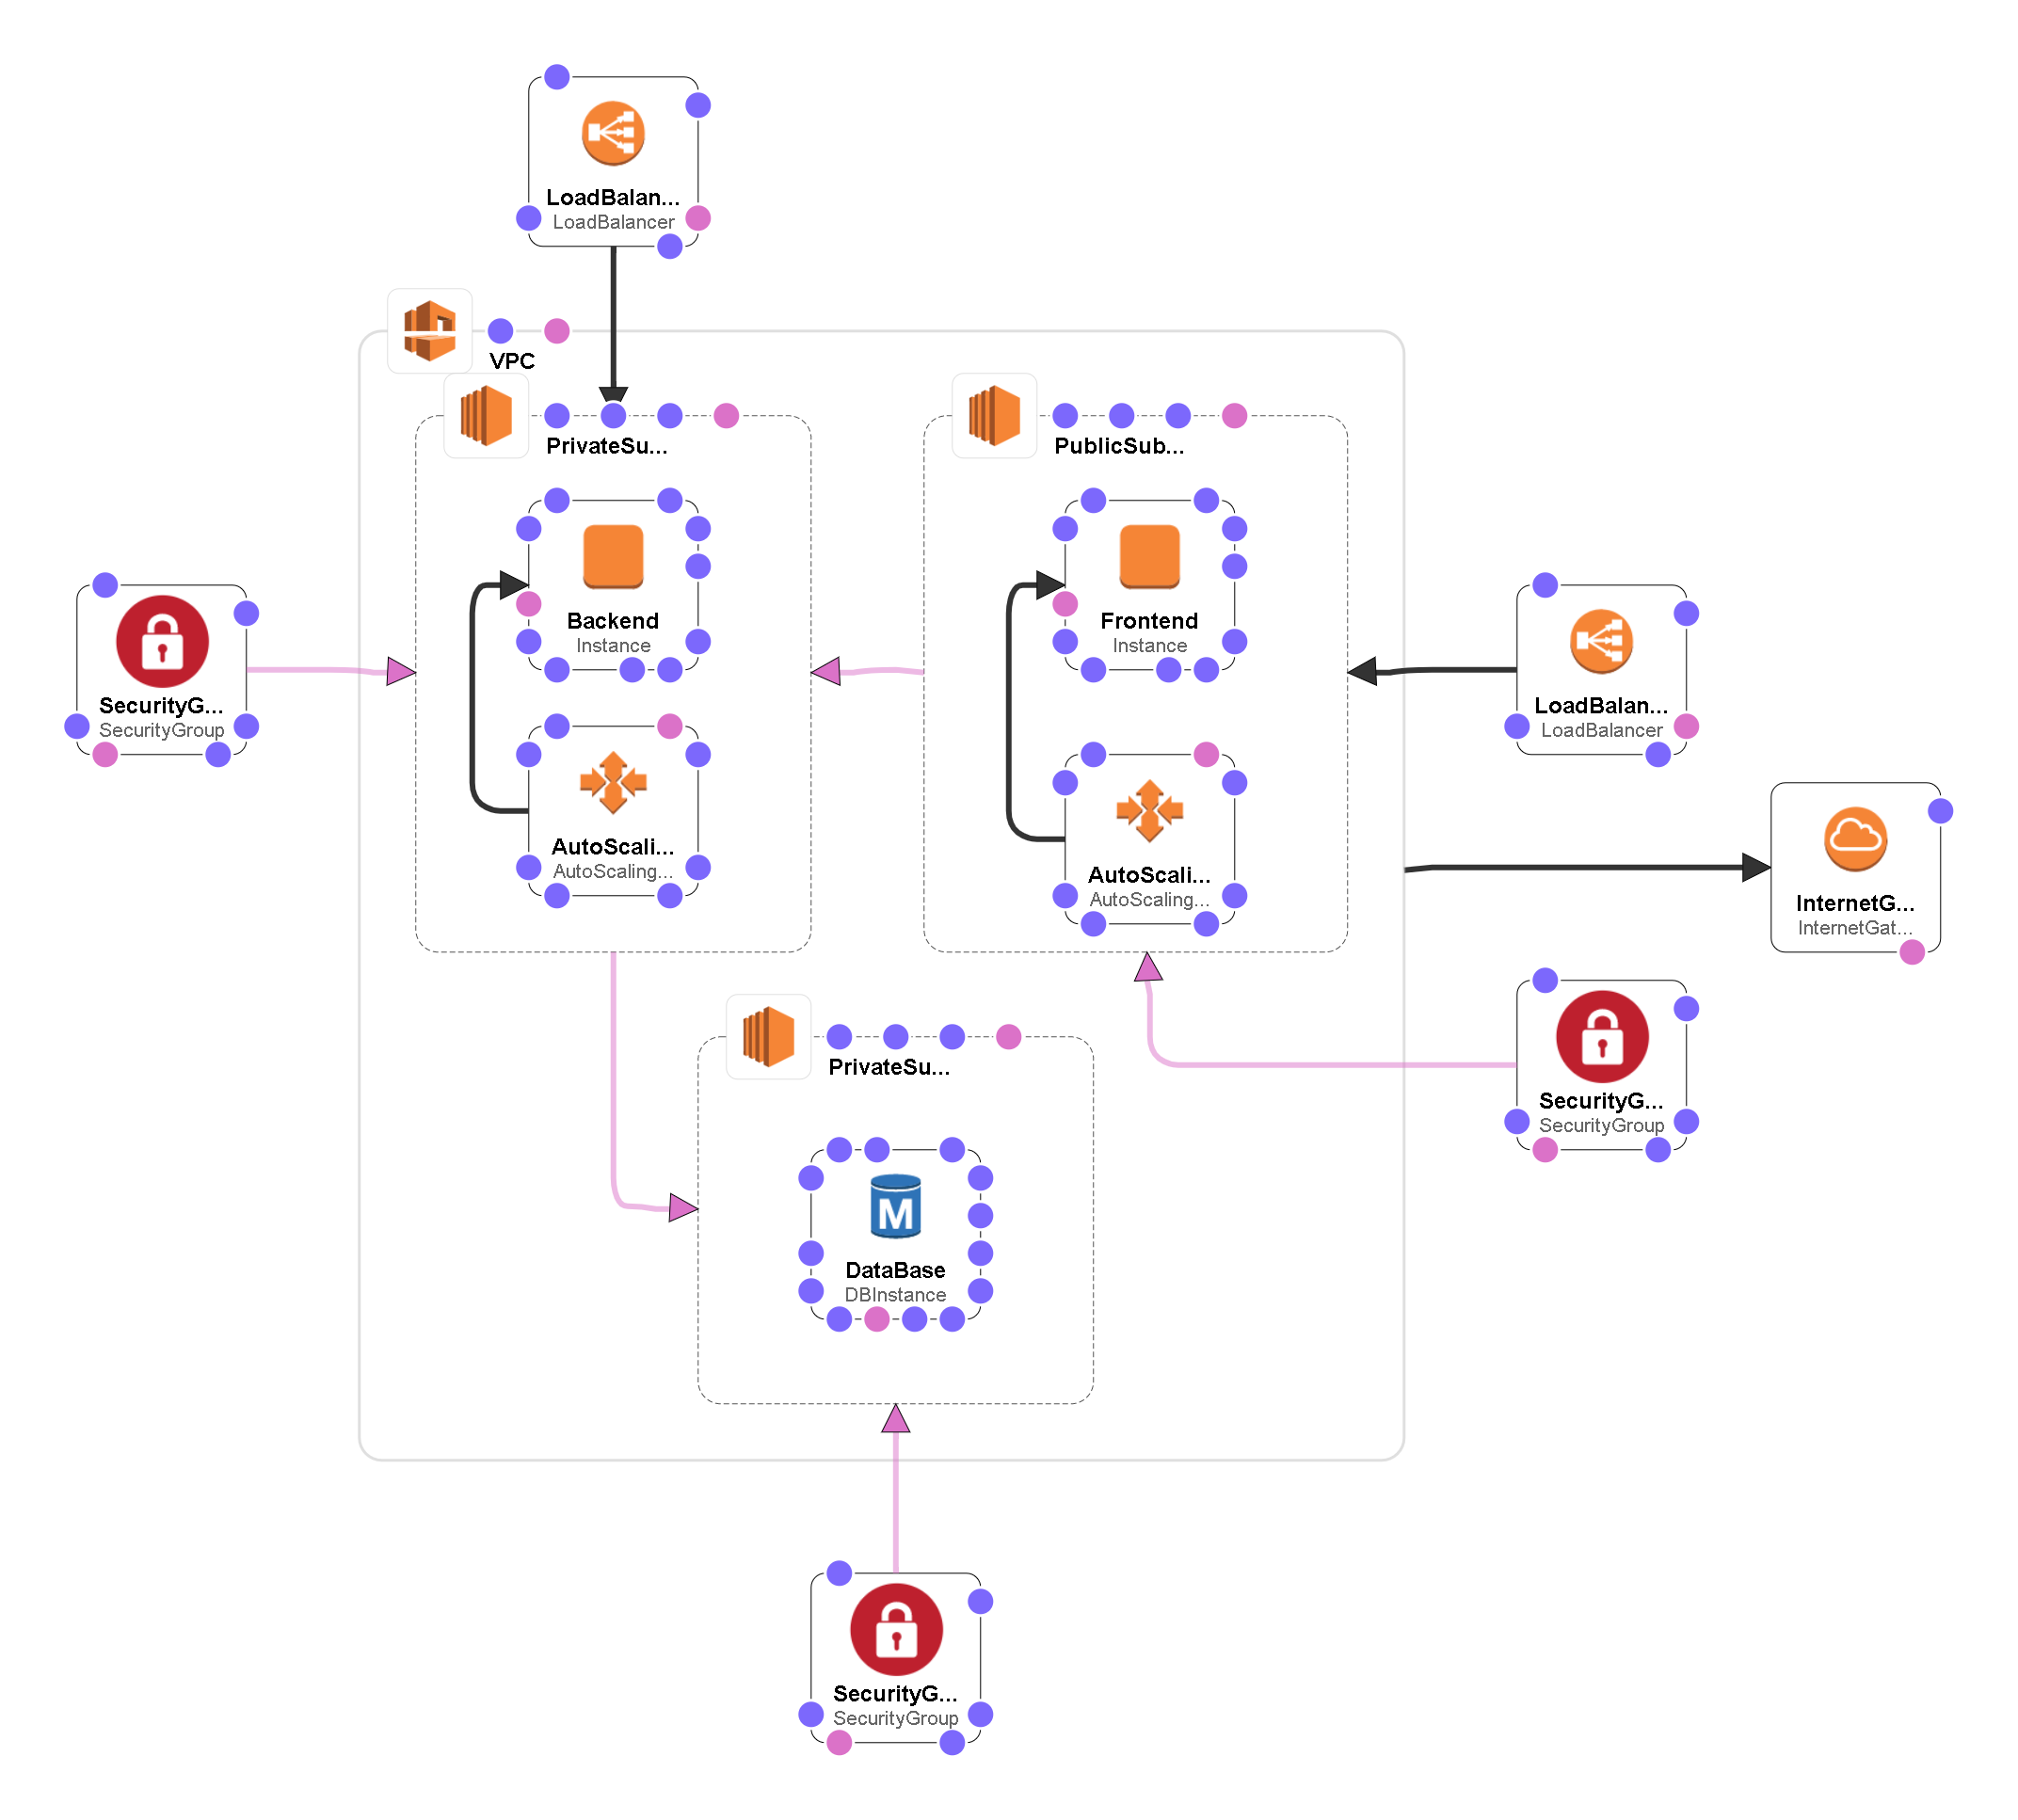 LoadBalan...
LoadBalancer
VPC
PrivateSu...
PublicSub...
Backend
Instance
Frontend
Instance
SecurityG...
SecurityGroup
LoadBalan...
LoadBalancer
AutoScali...
AutoScaling...
AutoScali...
AutoScaling...
InternetG...
InternetGat...
PrivateSu...
SecurityG...
SecurityGroup
M
DataBase
DBInstance
SecurityG...
SecurityGroup